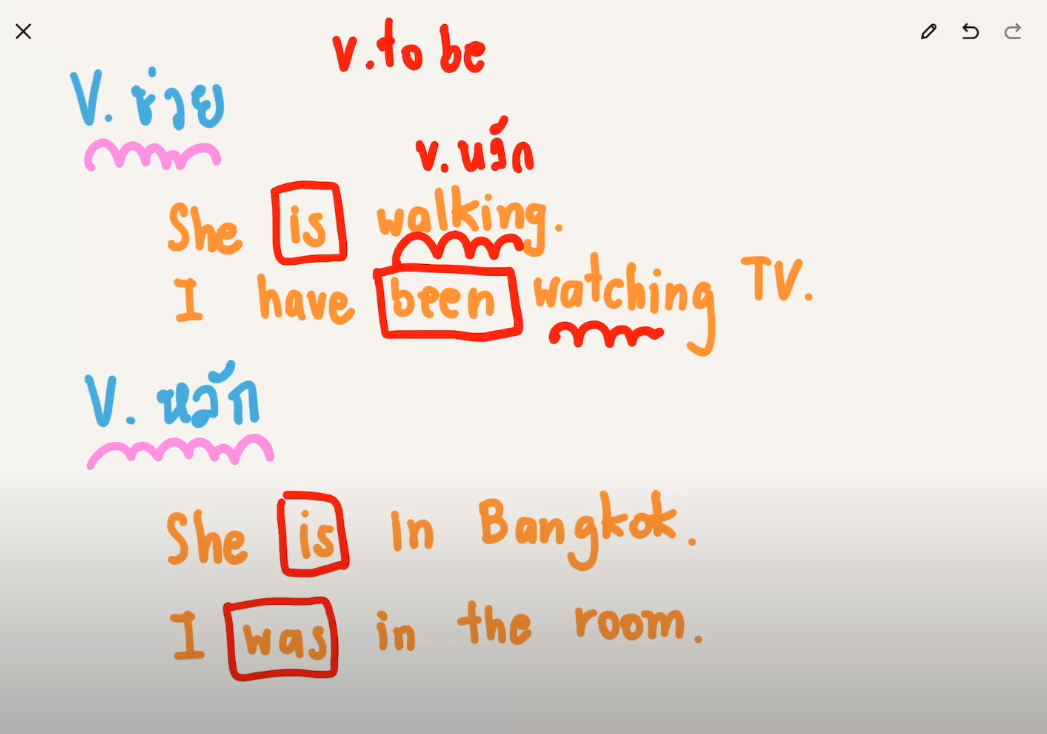 v.to be
V. ช่วย
v.หลัก
She is walking.
I have been watching TV.
V. หลัก
She is in Bangkok.
I was in the room.